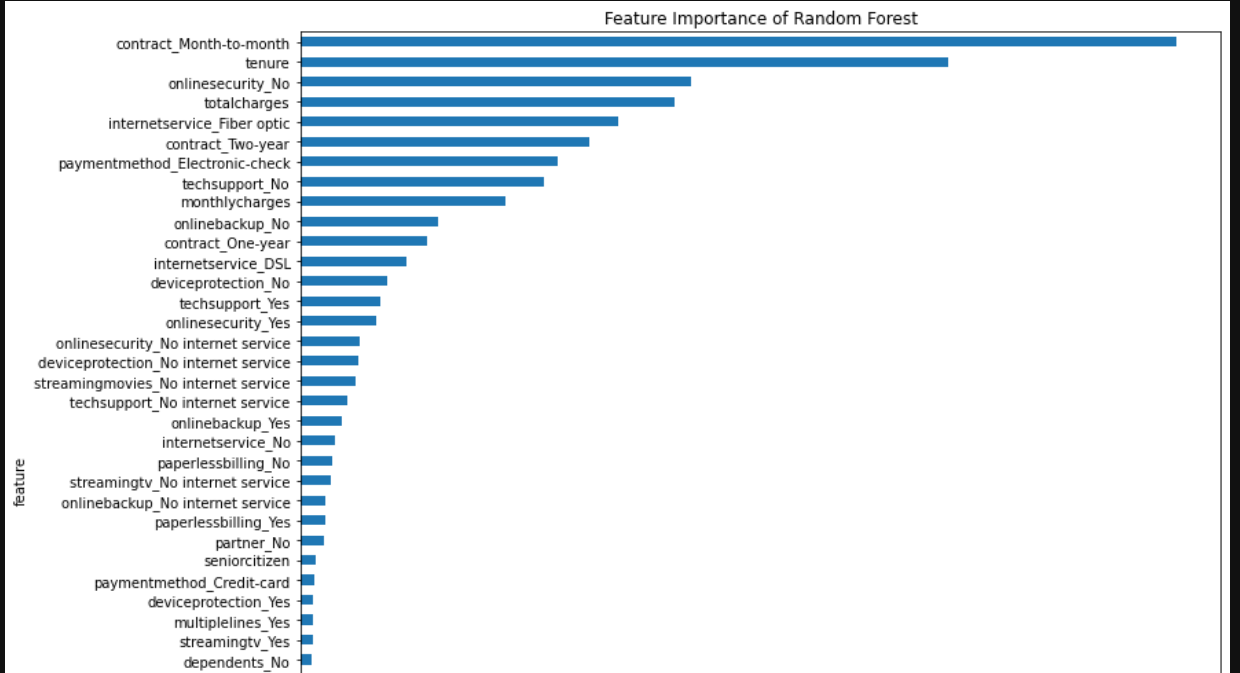 Feature Importance of Random Forest
contract_Month-to-month
tenure
onlinesecurity_No
totalcharges
internetservice_Fiber optic
contract_Two-year
paymentmethod_Electronic-check
techsupport_No
monthlycharges
onlinebackup_No
contract_One-year
internetservice_DSL
deviceprotection_No
techsupport_Yes
onlinesecurity_Yes
onlinesecurity_No internet service
deviceprotection_No internet service
streamingmovies_No internet service
techsupport_No internet service
onlinebackup_Yes
internetservice_No
paperlessbilling_No
streamingtv_No internet service
onlinebackup_No internet service
paperlessbilling_Yes
partner_No
seniorcitizen
paymentmethod_Credit-card
deviceprotection_Yes
multiplelines_Yes
streamingtv_Yes
dependents_No
feature